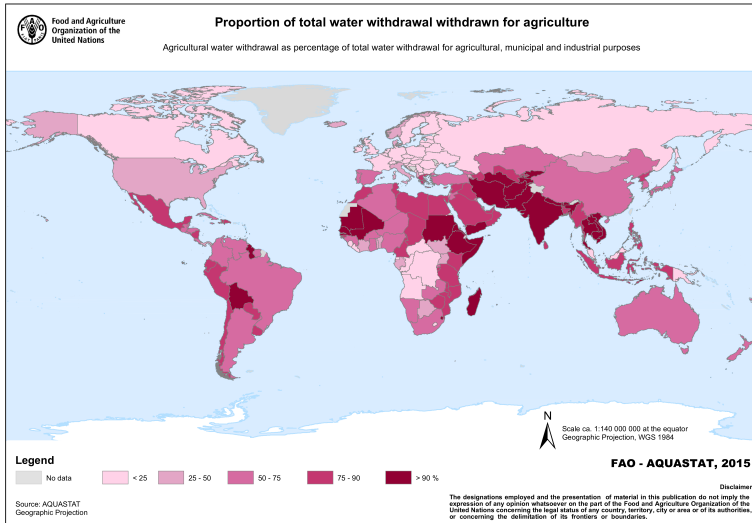 Food and Agriculture
Organization of the
United Nations
Proportion of total water withdrawal withdrawn for agriculture
Agricultural water withdrawal as percentage of total water withdrawal for agricultural, municipal and industrial purposes
N
Scale ca. 1:140 000 000 at the equator
Geographic Projection, WGS 1984
Legend
No data
< 25
25 - 50
50 - 75
75 - 90
> 90 %
FAO - AQUASTAT, 2015
Source: AQUASTAT
Geographic Projection
Disclaimer
The designations employed and the presentation of material in this publication do not imply the
expression of any opinion whatsoever on the part of the Food and Agriculture Organization of the
United Nations concerning the legal status of any country, territory, city or area or of its authorities,
or concerning the delimitation of its frontiers or boundaries.